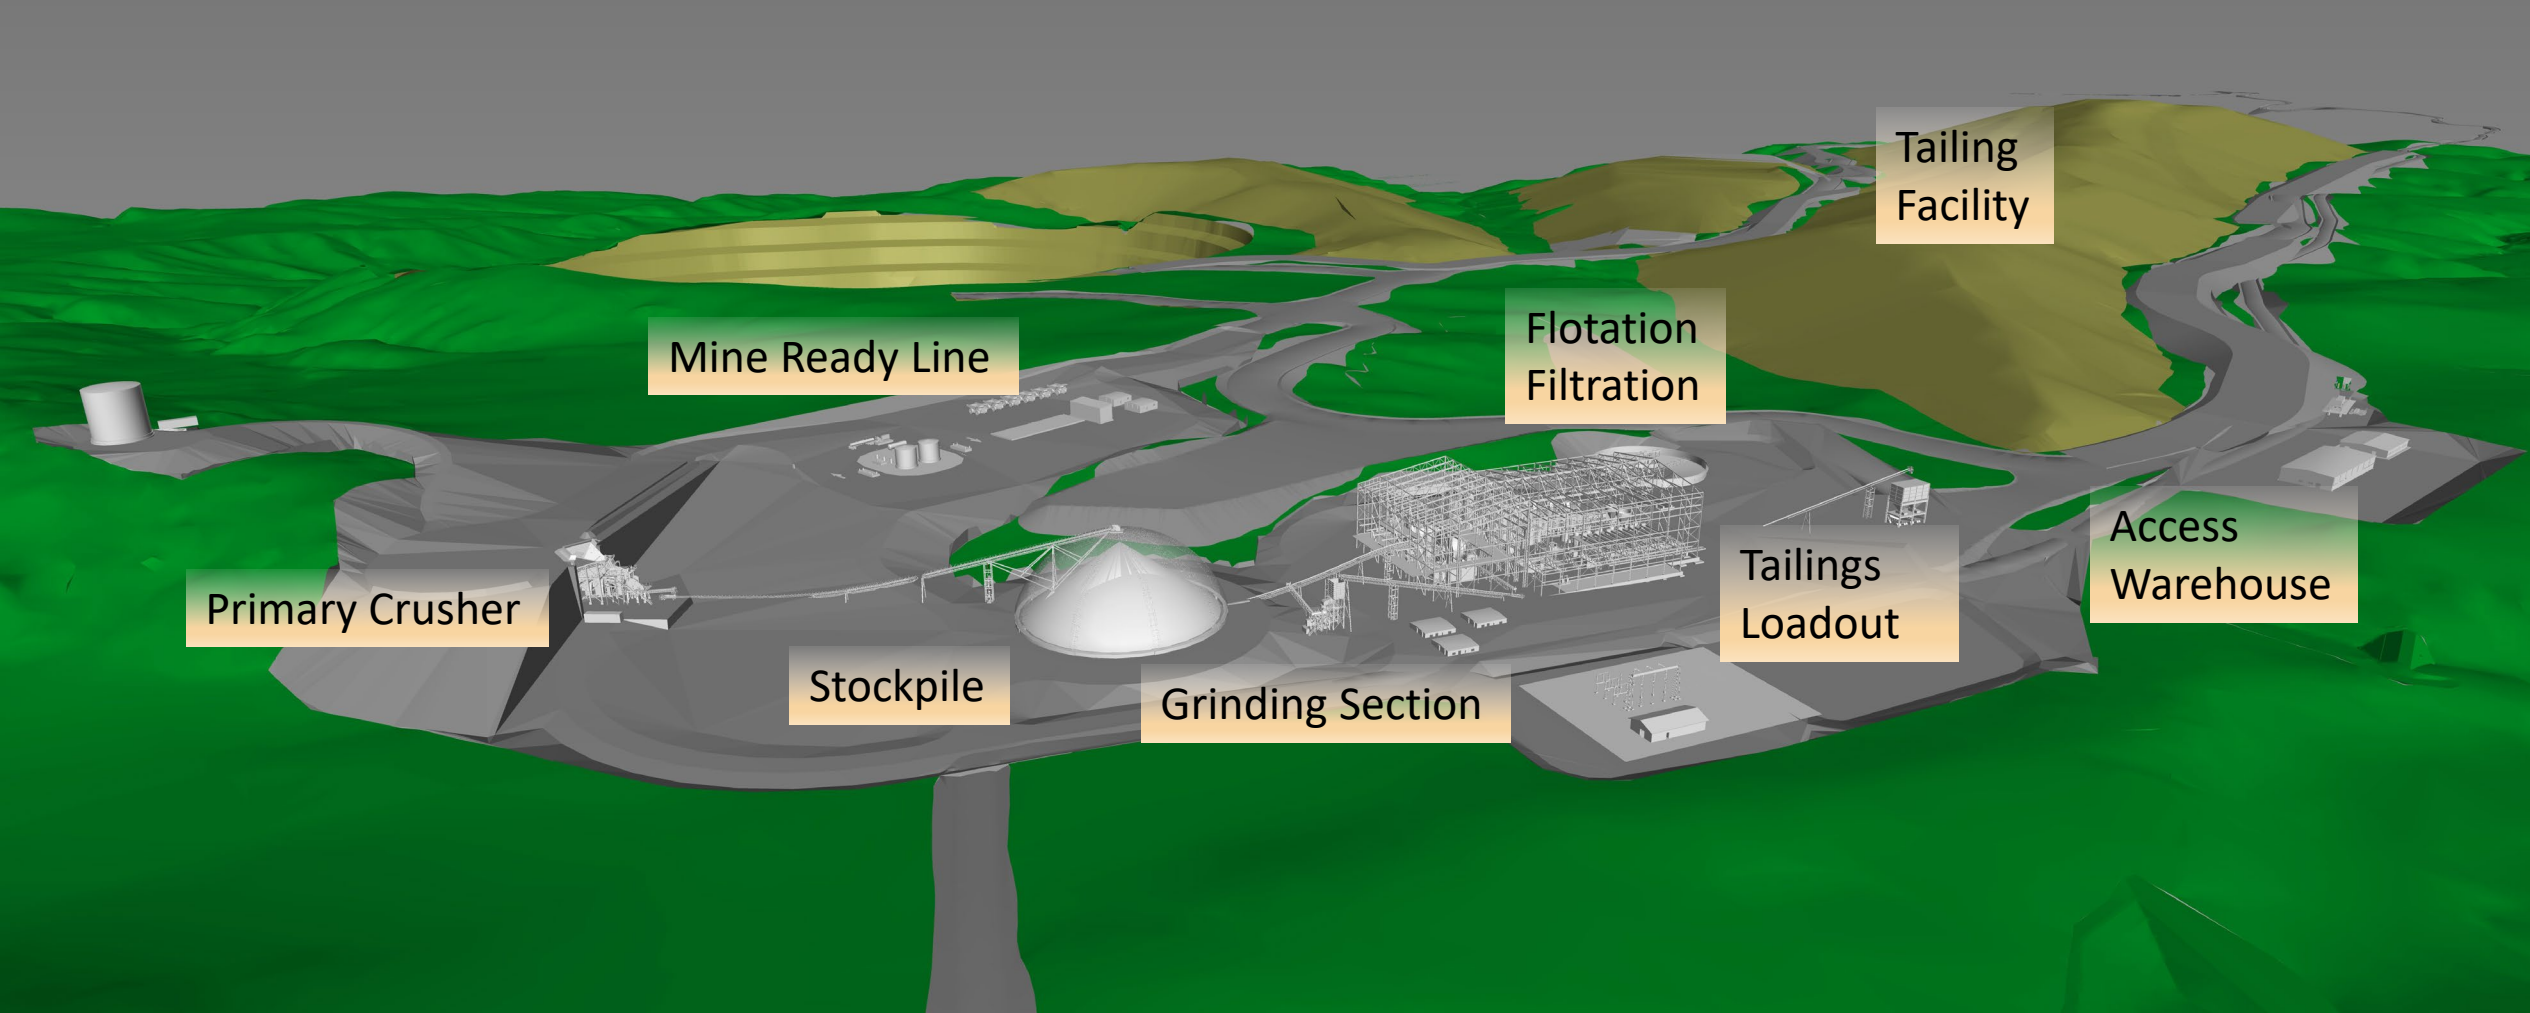 Tailing
Facility
Flotation
Filtration
Mine Ready Line
Access
Warehouse
Tailings
Loadout
Primary Crusher
Stockpile
Grinding Section